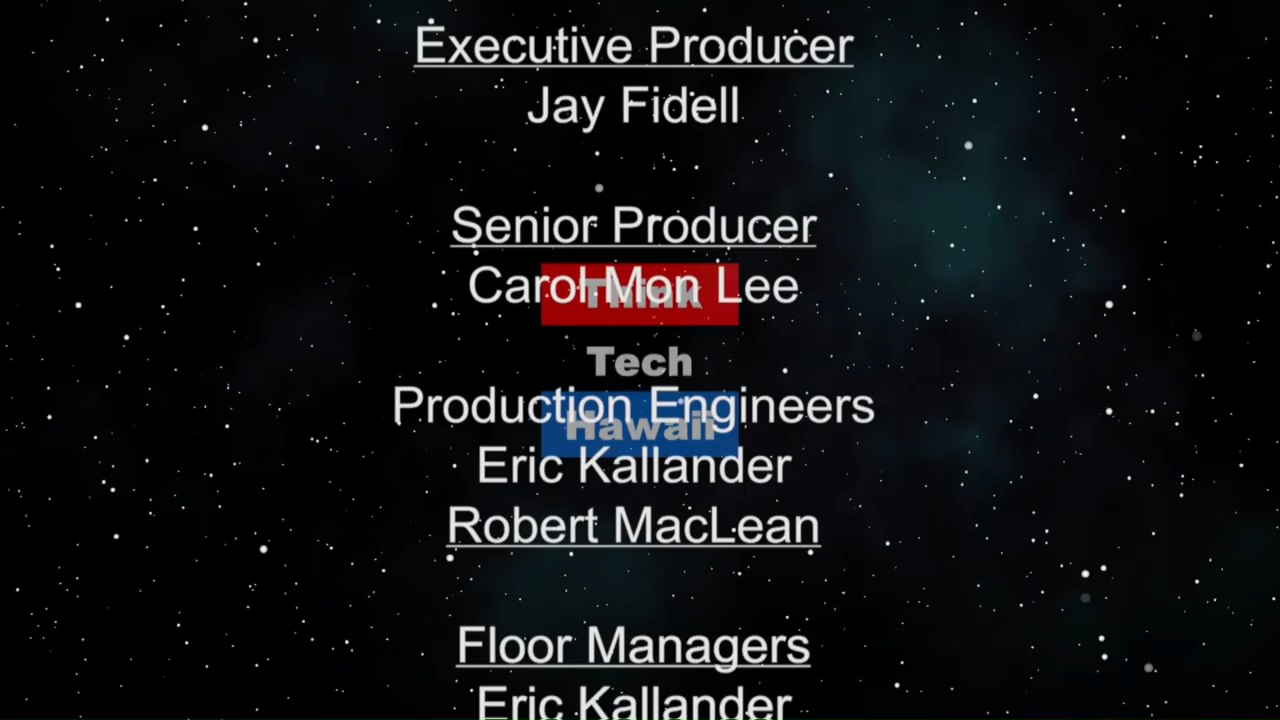 Executive Producer
Jay Fidell
Senior Producer
Carol Mon Lee
Think
Tech
Production Engineers
Hawaii
Eric Kallander
Robert MacLean
Floor Managers
Eric Kallander